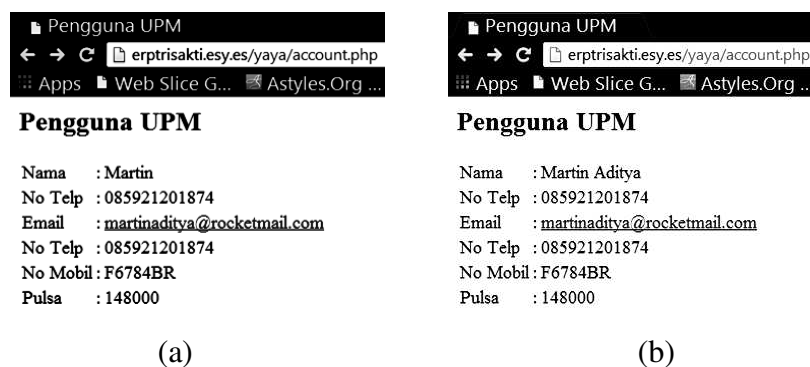 Pengguna UPM
erptrisakti.esy.es/yaya/account.php
Apps Web Slice G... Astyles.Org ...
Pengguna UPM
Nama : Martin
No Telp : 085921201874
Email : martinaditya@rocketmail.com
No Telp : 085921201874
No Mobil : F6784BR
Pulsa : 148000
(a)
Pengguna UPM
erptrisakti.esy.es/yaya/account.php
Apps Web Slice G... Astyles.Org ...
Pengguna UPM
Nama : Martin Aditya
No Telp : 085921201874
Email : martinaditya@rocketmail.com
No Telp : 085921201874
No Mobil : F6784BR
Pulsa : 148000
(b)